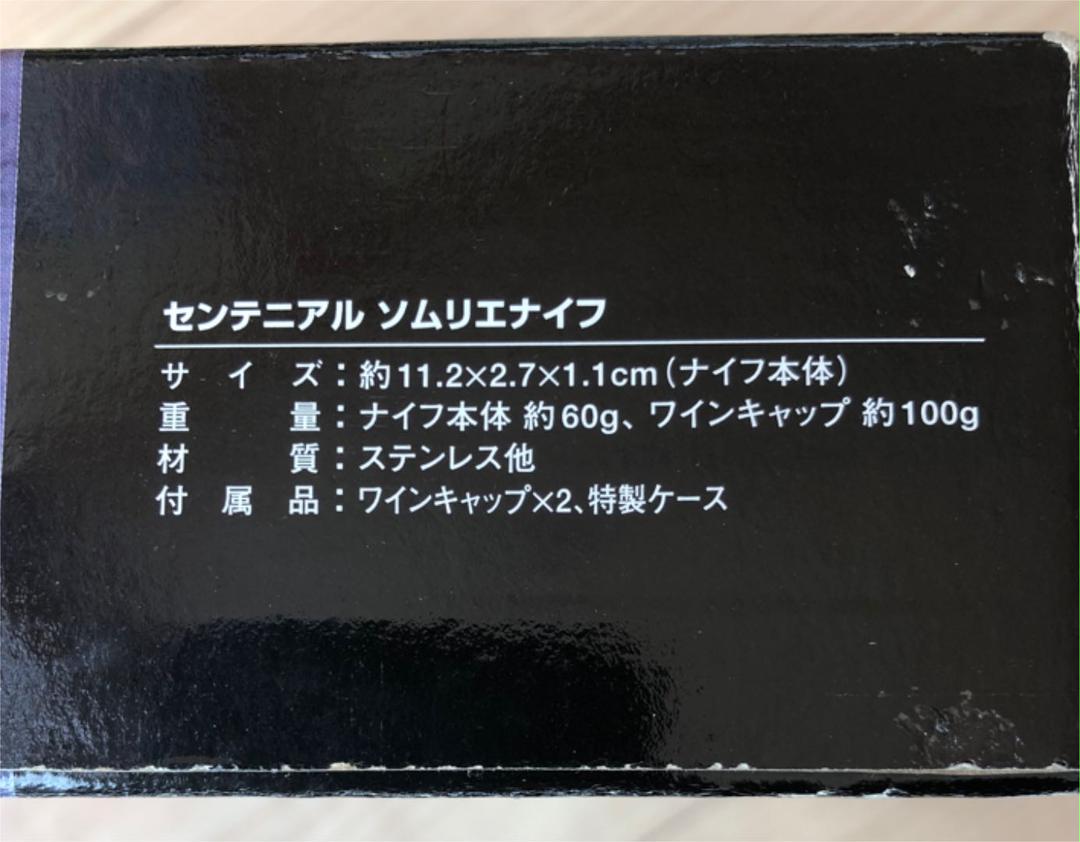 センテニアル ソムリエナイフ
サイズ：約11.2×2.7×1.1cm（ナイフ本体）
重量：ナイフ本体 約60g、ワインキャップ 約100g
材質：ステンレス他
付属品：ワインキャップ×2、特製ケース